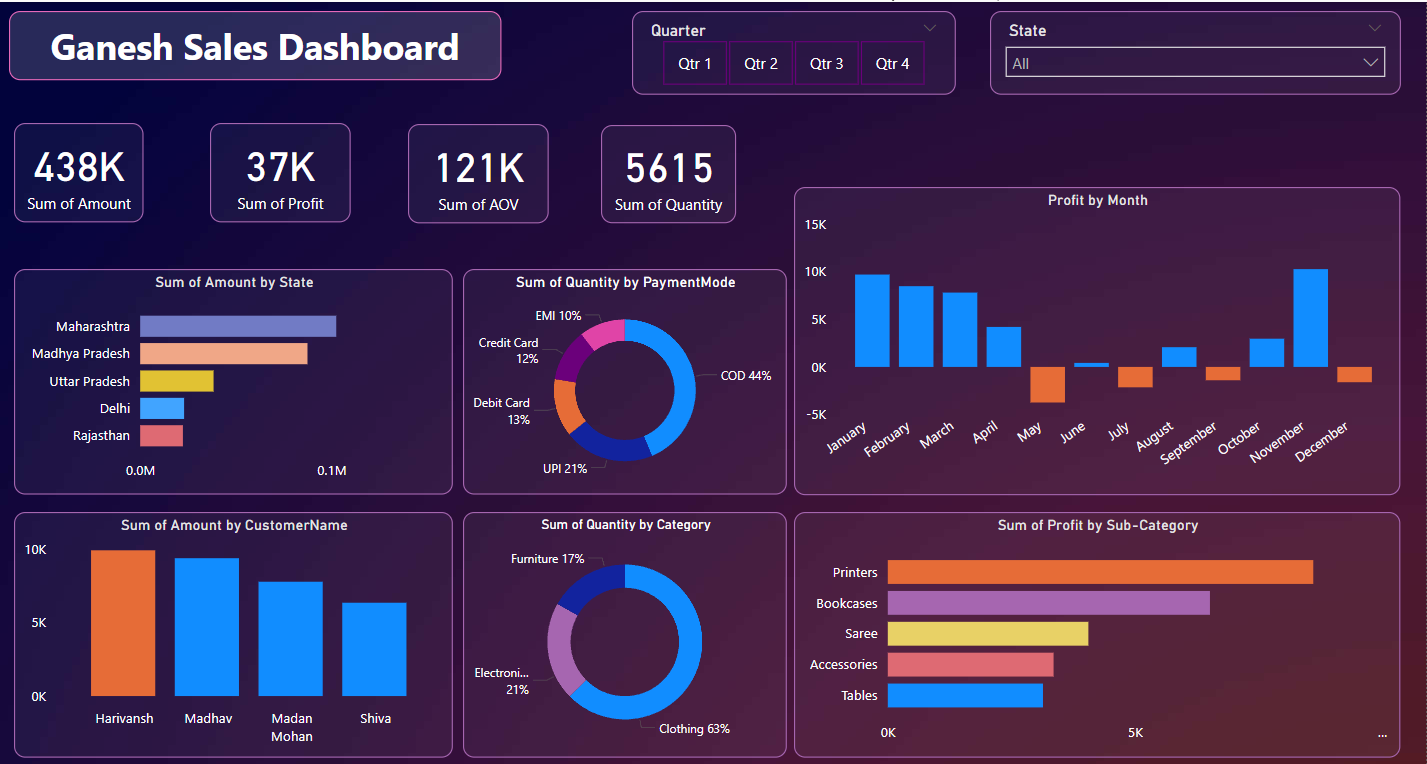 Ganesh Sales Dashboard
Quarter
Qtr 1
Qtr 2
Qtr 3
Qtr 4
State
All
438K
Sum of Amount
37K
Sum of Profit
121K
Sum of AOV
5615
Sum of Quantity
Profit by Month
15K
10K
5K
0K
-5K
January
February
March
April
May
June
July
August
September
October
November
December
Sum of Amount by State
Maharashtra
Madhya Pradesh
Uttar Pradesh
Delhi
Rajasthan
0.0M
0.1M
Sum of Quantity by PaymentMode
EMI 10%
Credit Card
12%
COD 44%
Debit Card
13%
UPI 21%
Sum of Amount by CustomerName
10K
5K
0K
Harivansh
Madhav
Madan
Mohan
Shiva
Sum of Quantity by Category
Furniture 17%
Electroni...
21%
Clothing 63%
Sum of Profit by Sub-Category
Printers
Bookcases
Saree
Accessories
Tables
0K
5K
...